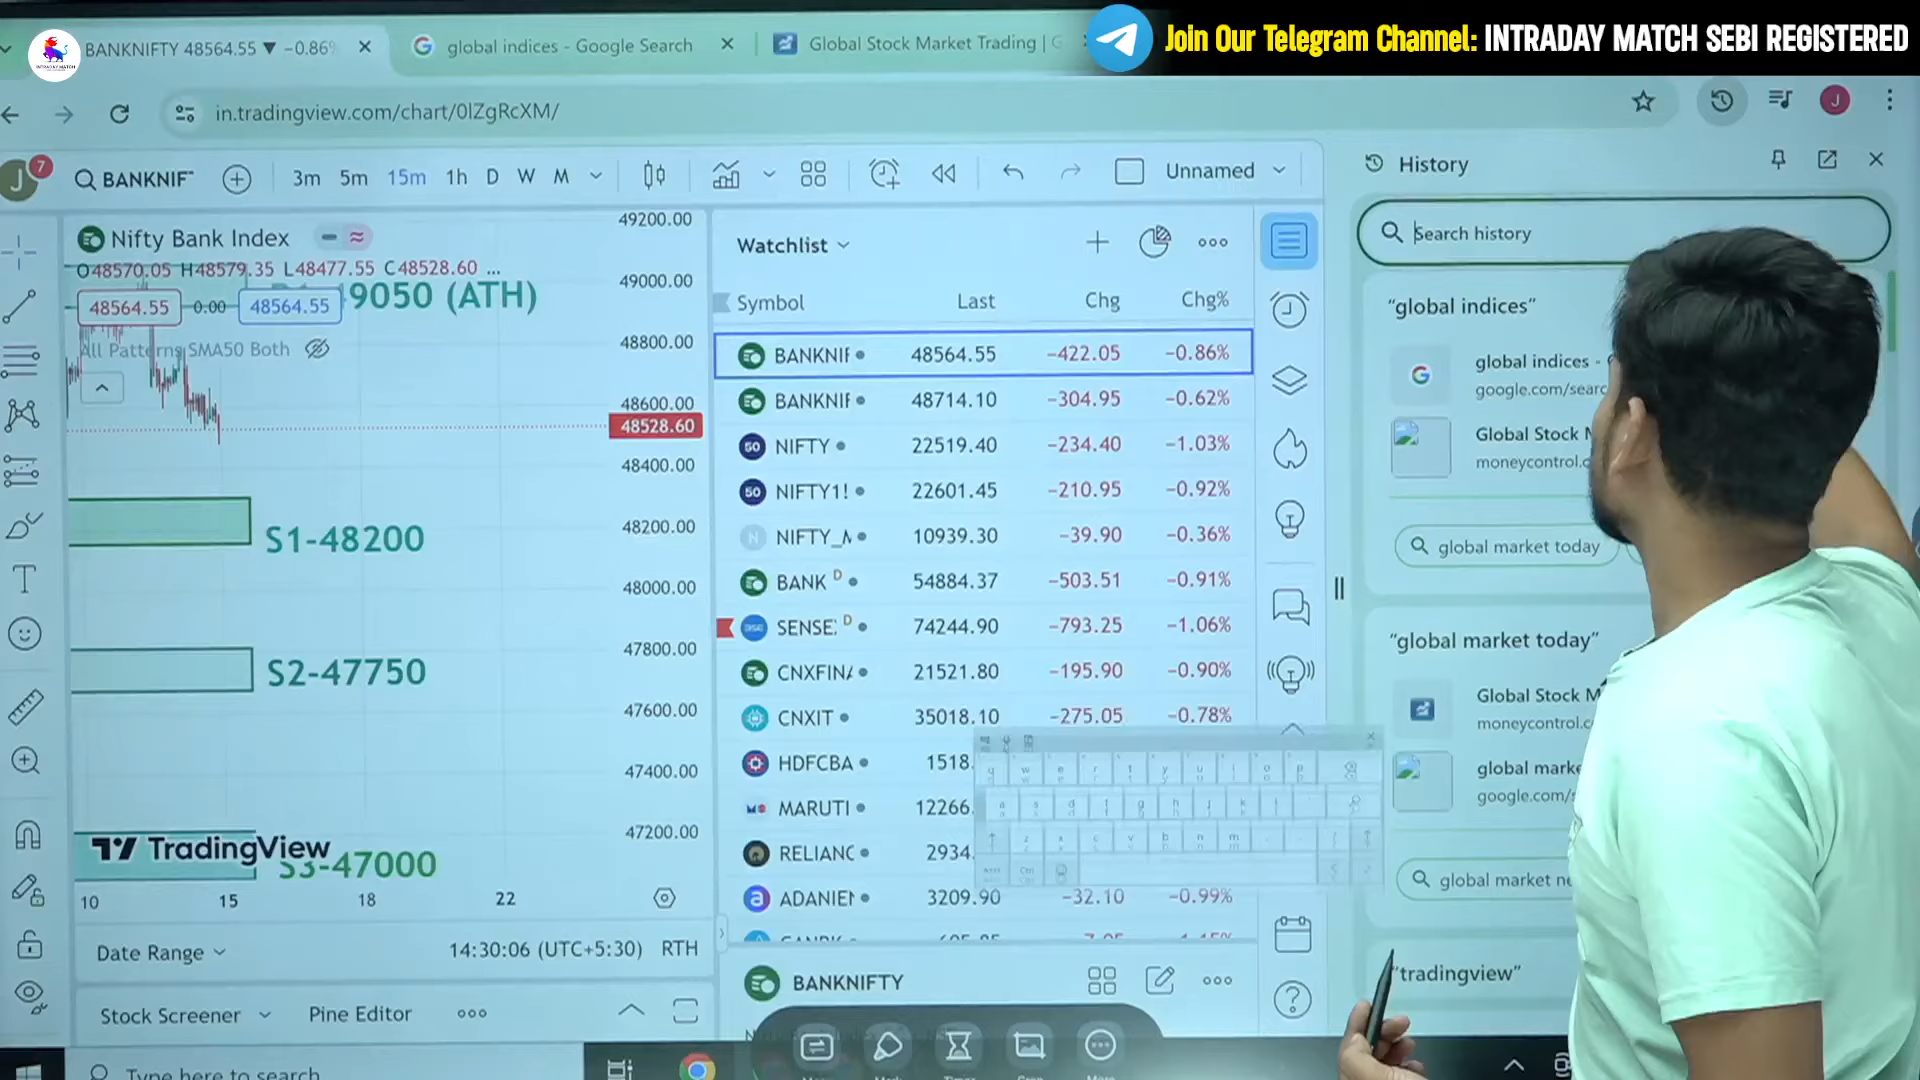 Join Our Telegram Channel: INTRADAY MATCH SEBI REGISTERED
BANKNIFTY 48564.55 ▼ −0.86%
global indices - Google Search
Global Stock Market Trading | G
INTRADAY MATCH
in.tradingview.com/chart/0lZgRcXM/
J
J 7
BANKNIF
3m 5m 15m 1h D W M
Unnamed
History
Search history
Nifty Bank Index
O48570.05 H48579.35 L48477.55 C48528.60 ...
48564.55 0.00 48564.55
9050 (ATH)
All Patterns SMA50 Both
S1-48200
S2-47750
S3-47000
TradingView
49200.00
49000.00
48800.00
48600.00
48528.60
48400.00
48200.00
48000.00
47800.00
47600.00
47400.00
47200.00
10 15 18 22
Date Range
14:30:06 (UTC+5:30) RTH
Stock Screener
Pine Editor
Watchlist
Symbol Last Chg Chg%
BANKNIF 48564.55 −422.05 −0.86%
BANKNIF 48714.10 −304.95 −0.62%
50 NIFTY 22519.40 −234.40 −1.03%
50 NIFTY1! 22601.45 −210.95 −0.92%
N NIFTY_M 10939.30 −39.90 −0.36%
BANK D 54884.37 −503.51 −0.91%
SENSE D 74244.90 −793.25 −1.06%
CNXFINA 21521.80 −195.90 −0.90%
CNXIT 35018.10 −275.05 −0.78%
HDFCBA 1518.
MARUTI 12266.
RELIANC 2934.
ADANIEN 3209.90 −32.10 −0.99%
BANKNIFTY
“global indices”
global indices -
google.com/searc
Global Stock M
moneycontrol.c
global market today
“global market today”
Global Stock M
moneycontrol.c
global marke
google.com/s
global market ne
“tradingview”
Type here to search